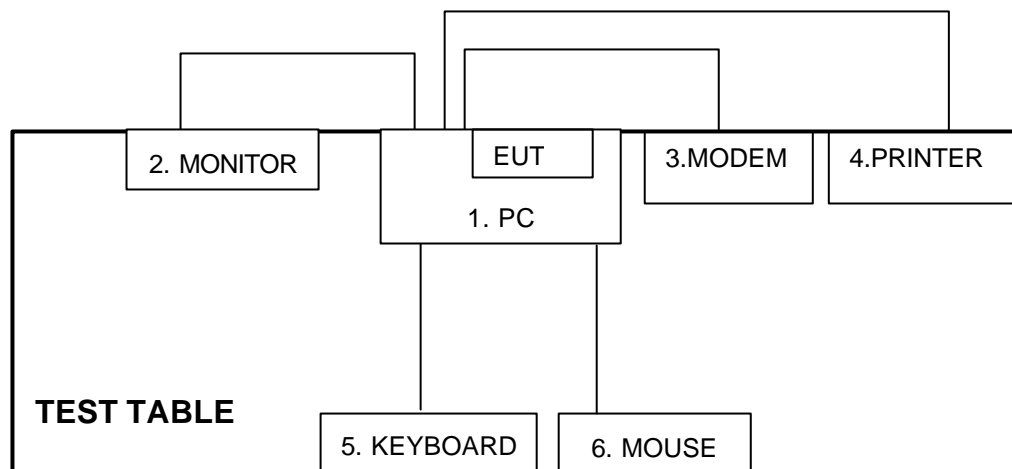 2. MONITOR
EUT
3.MODEM
4.PRINTER
1. PC
TEST TABLE
5. KEYBOARD
6. MOUSE